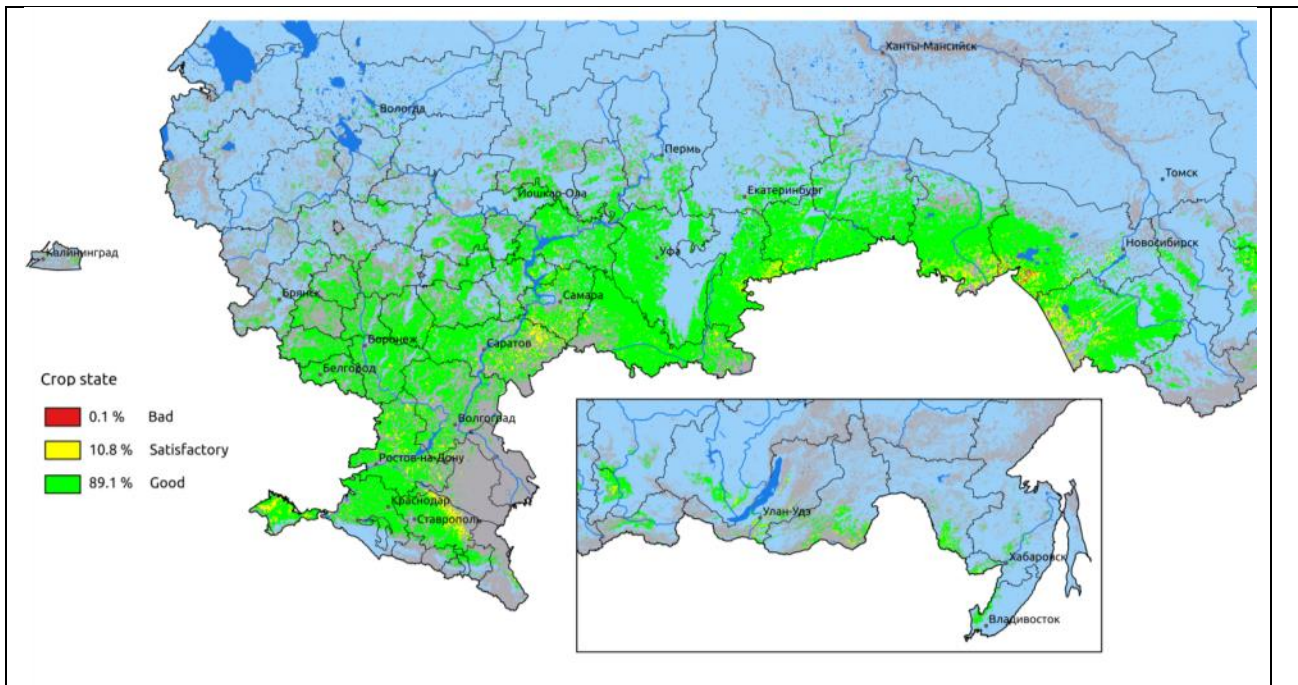 Ханты-Мансийск
Вологда
Пермь
Томск
Йошкар-Ола
Екатеринбург
Новосибирск
Калининград
Уфа
Брянск
Самара
Воронеж
Саратов
Белгород
Crop state
0.1 % Bad
Волгоград
10.8 % Satisfactory
Ростов-на-Дону
89.1 % Good
Краснодар
Ставрополь
Улан-Удэ
Хабаровск
Владивосток